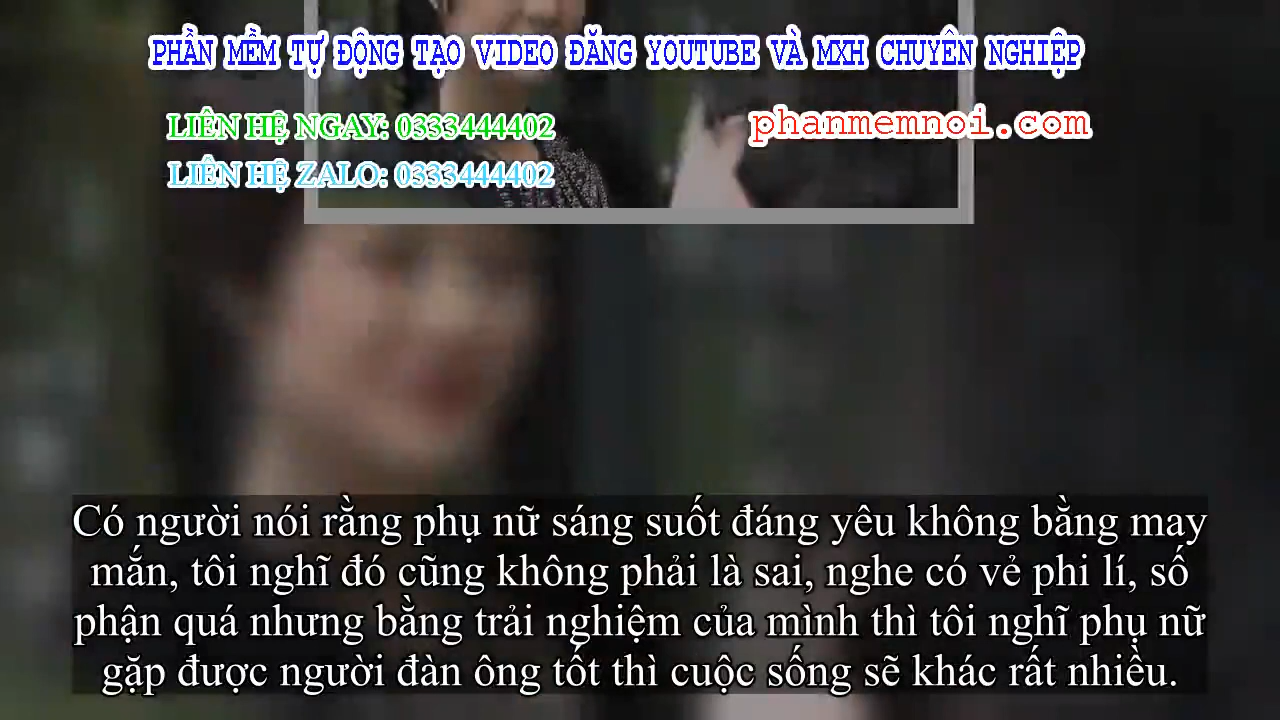 PHẦN MỀM TỰ ĐỘNG TẠO VIDEO ĐĂNG YOUTUBE VÀ MXH CHUYÊN NGHIỆP
LIÊN HỆ NGAY: 0333444402
phanmemnoi.com
LIÊN HỆ ZALO: 0333444402
Có người nói rằng phụ nữ sáng suốt đáng yêu không bằng may
mắn, tôi nghĩ đó cũng không phải là sai, nghe có vẻ phi lí, số
phận quá nhưng bằng trải nghiệm của mình thì tôi nghĩ phụ nữ
gặp được người đàn ông tốt thì cuộc sống sẽ khác rất nhiều.